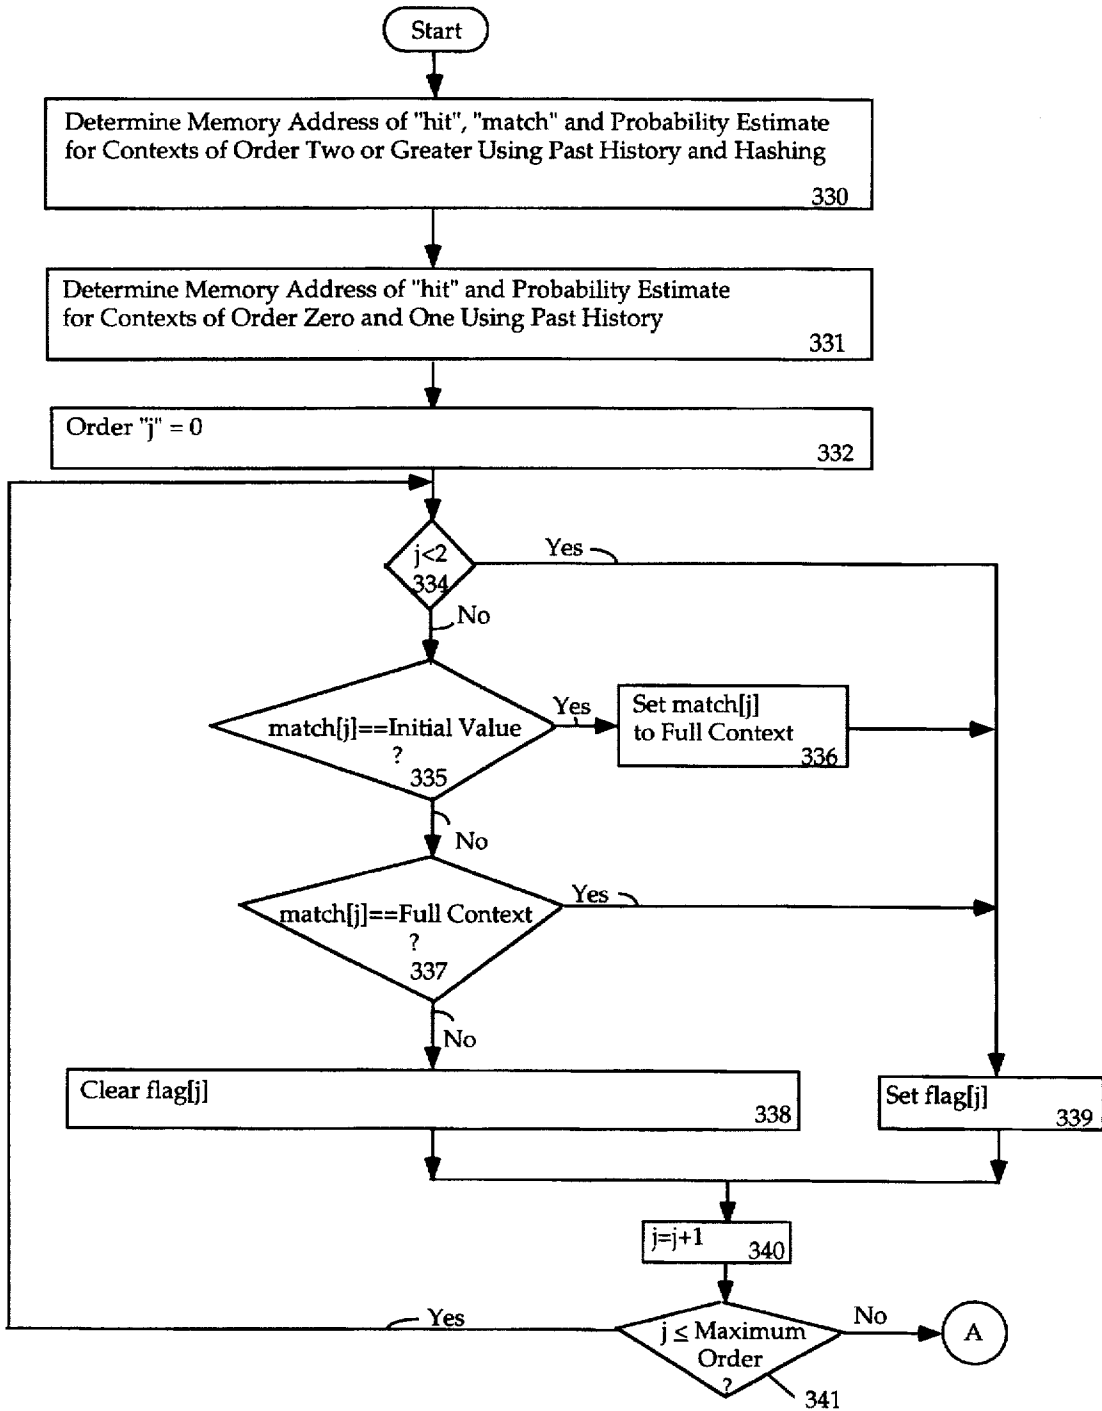 Start
Determine Memory Address of "hit", "match" and Probability Estimate
for Contexts of Order Two or Greater Using Past History and Hashing
330
Determine Memory Address of "hit" and Probability Estimate
for Contexts of Order Zero and One Using Past History
331
Order "j" = 0
332
j<2
334
Yes
No
match[j]==Initial Value
?
335
Yes
Set match[j]
to Full Context
336
No
match[j]==Full Context
?
337
Yes
No
Clear flag[j]
338
Set flag[j]
339
j=j+1
340
j ≤ Maximum
Order
?
341
Yes
No
A